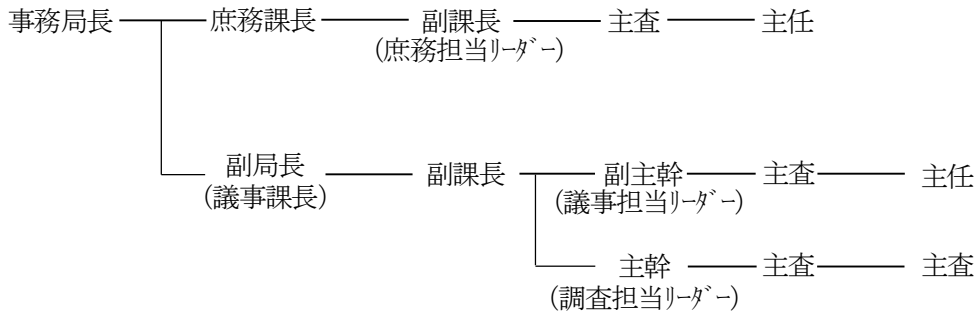 事務局長 庶務課長 副課長 主査 主任
(庶務担当ﾘｰﾀﾞｰ)
副局長 副課長 副主幹 主査 主任
(議事課長) (議事担当ﾘｰﾀﾞｰ)
主幹 主査 主査
(調査担当ﾘｰﾀﾞｰ)